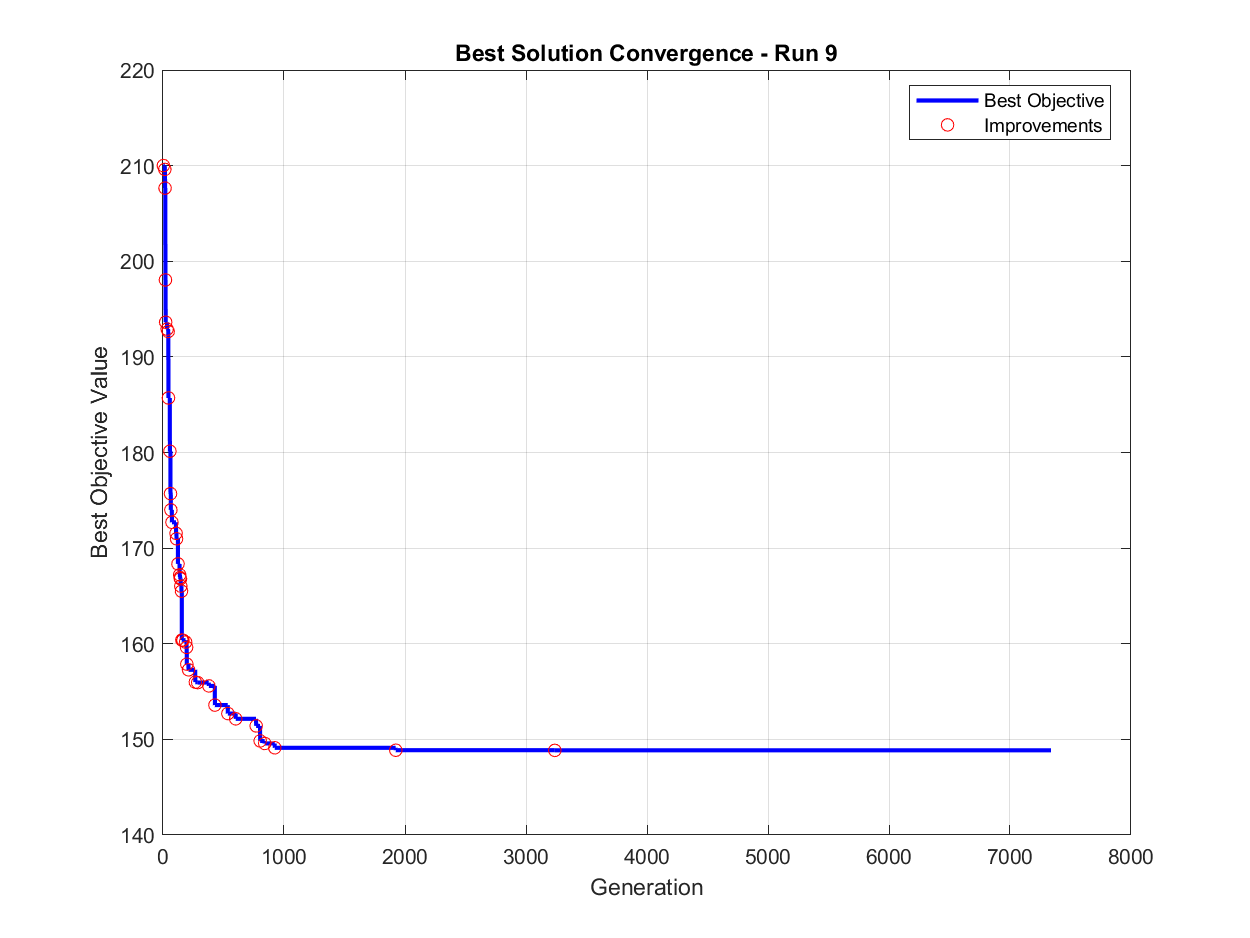 Best Solution Convergence - Run 9
220
210
200
190
180
170
160
150
140
Best Objective Value
Best Objective
Improvements
0 1000 2000 3000 4000 5000 6000 7000 8000
Generation